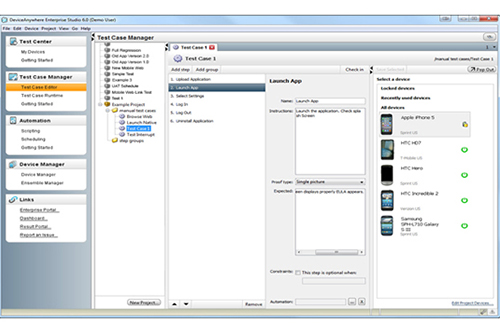 DeviceAnywhere Enterprise Studio 6.0 (Demo User)
File Edit Device Project View Go Help
Test Center
My Devices
Getting Started
Test Case Manager
Test Case Editor
Test Case Runtime
Getting Started
Automation
Scripting
Scheduling
Getting Started
Device Manager
Device Manager
Ensemble Manager
Links
Enterprise Portal...
Dashboard...
Result Portal...
Report an Issue...
Test Case Manager
Full Regression
Old App Version 1.0
Old App Version 2.0
New Mobile Web
Sample Test
Example 3
UAT Schedule
Mobile Web Link Test
Test 1
Example Project
manual test cases
Browse Web
Launch Native
Test Case 1
Test Interrupt
step groups
New Project...
Test Case 1
Test Case 1
Add step Add group
Check in
1. Upload Application
2. Launch App
3. Select Settings
4. Log In
5. Log Out
6. Uninstall Application
Remove
Launch App
Name: Launch App
Instructions: Launch the application. Check sple
sh Screen
Proof type: Single picture
Expected: een displays properly EULA appears
Constraints: This step is optional when
Automation:
/manual test cases/Test Case 1
Pop Out
Select a device
Locked devices
Recently used devices
All devices
Apple iPhone 5
Sprint US
HTC HD7
T-Mobile US
HTC Hero
Sprint US
HTC Incredible 2
Verizon US
Samsung
SPH-L710 Galaxy
S III
Sprint US
Edit Project Devices...